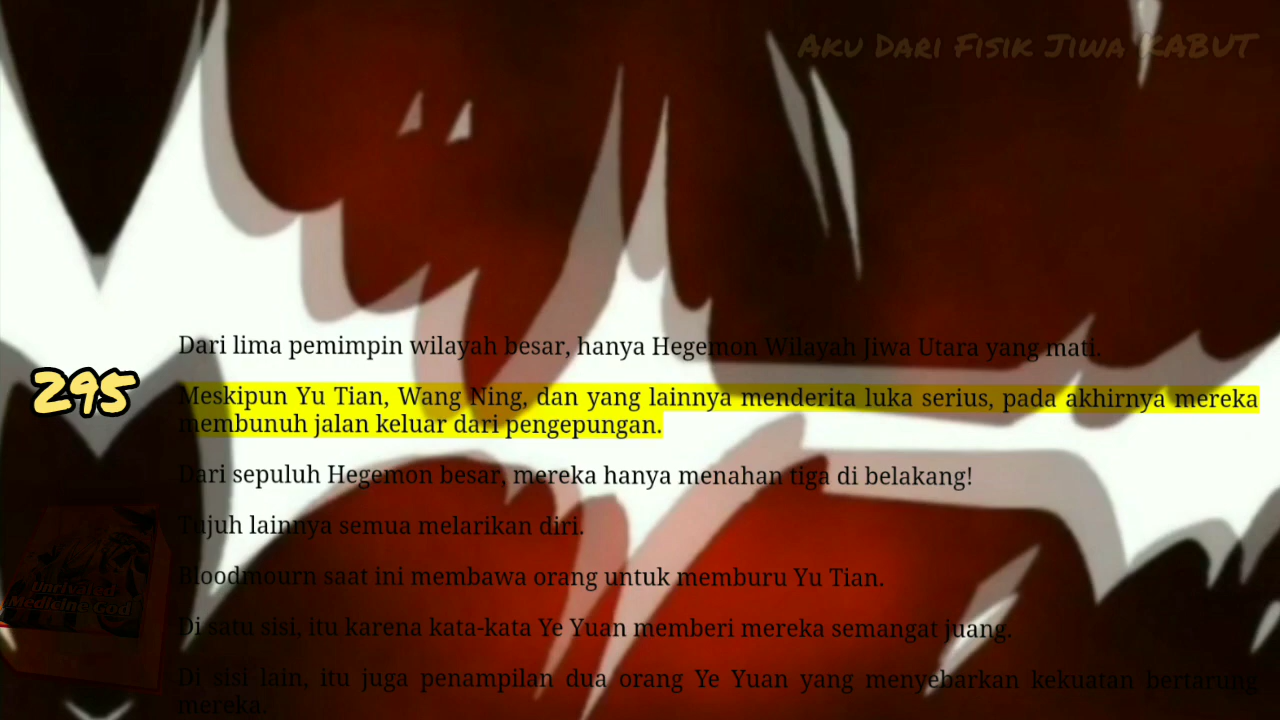 Aku Dari Fisik Jiwa KABUT
Dari lima pemimpin wilayah besar, hanya Hegemon Wilayah Jiwa Utara yang mati.
295
Meskipun Yu Tian, Wang Ning, dan yang lainnya menderita luka serius, pada akhirnya mereka
membunuh jalan keluar dari pengepungan.
Dari sepuluh Hegemon besar, mereka hanya menahan tiga di belakang!
Tujuh lainnya semua melarikan diri.
Bloodmourn saat ini membawa orang untuk memburu Yu Tian.
Unrivaled
Medicine God
Di satu sisi, itu karena kata-kata Ye Yuan memberi mereka semangat juang.
Di sisi lain, itu juga penampilan dua orang Ye Yuan yang menyebarkan kekuatan bertarung
mereka.